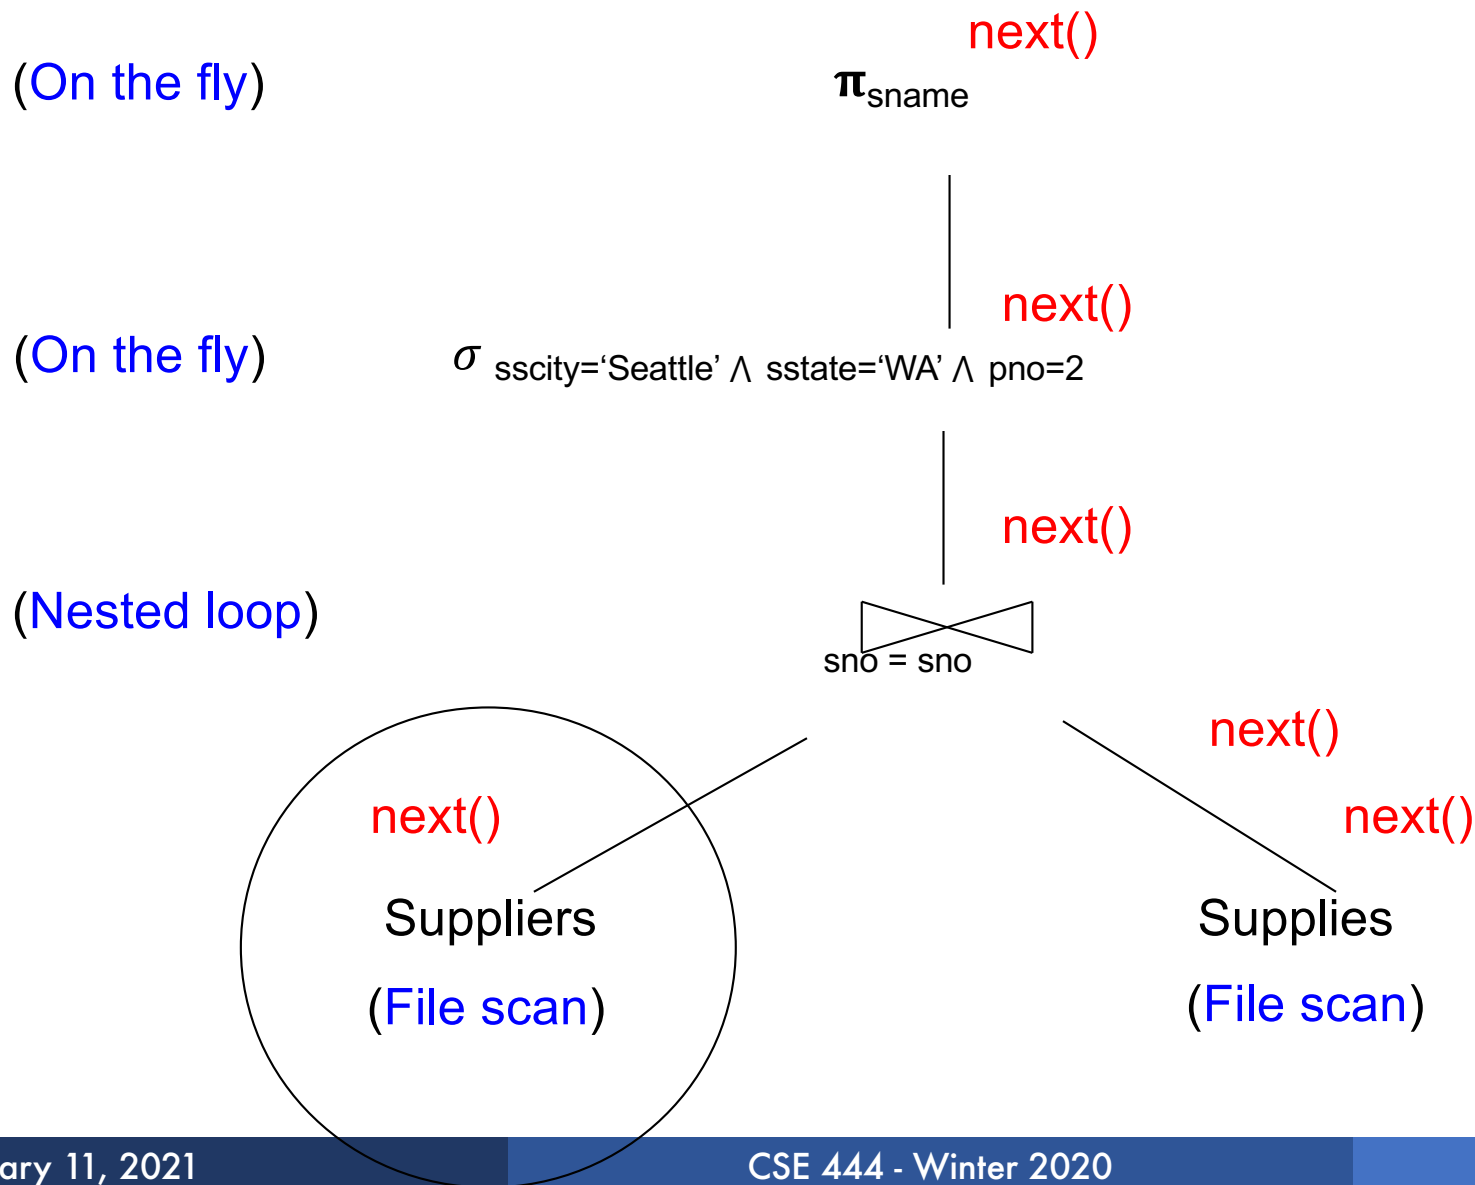 next()
(On the fly)
𝛑sname
next()
(On the fly)
σ sscity=‘Seattle’ ∧ sstate=‘WA’ ∧ pno=2
next()
(Nested loop)
sno = sno
next()
next()
next()
Suppliers
Supplies
(File scan)
(File scan)
ary 11, 2021
CSE 444 - Winter 2020